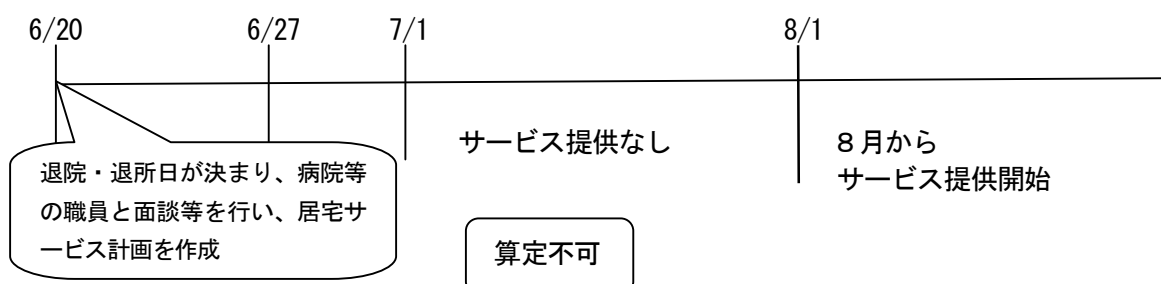 6/20 6/27 7/1 8/1
サービス提供なし
８月から
サービス提供開始
退院・退所日が決まり、病院等
の職員と面談等を行い、居宅サ
ービス計画を作成
算定不可